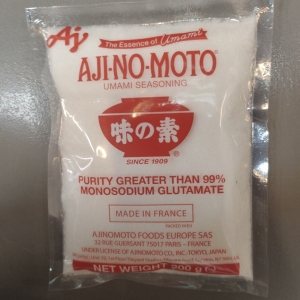 Aj
The Essence of Umami
AJI-NO-MOTO®
UMAMI SEASONING
味の素
®
SINCE 1909
PURITY GREATER THAN 99%
MONOSODIUM GLUTAMATE
MADE IN FRANCE
AJINOMOTO FOODS EUROPE SAS
32 RUE GUERSANT 75017 PARIS - FRANCE
UNDER LICENSE OF AJINOMOTO CO., INC. TOKYO JAPAN
NET WEIGHT 200 g